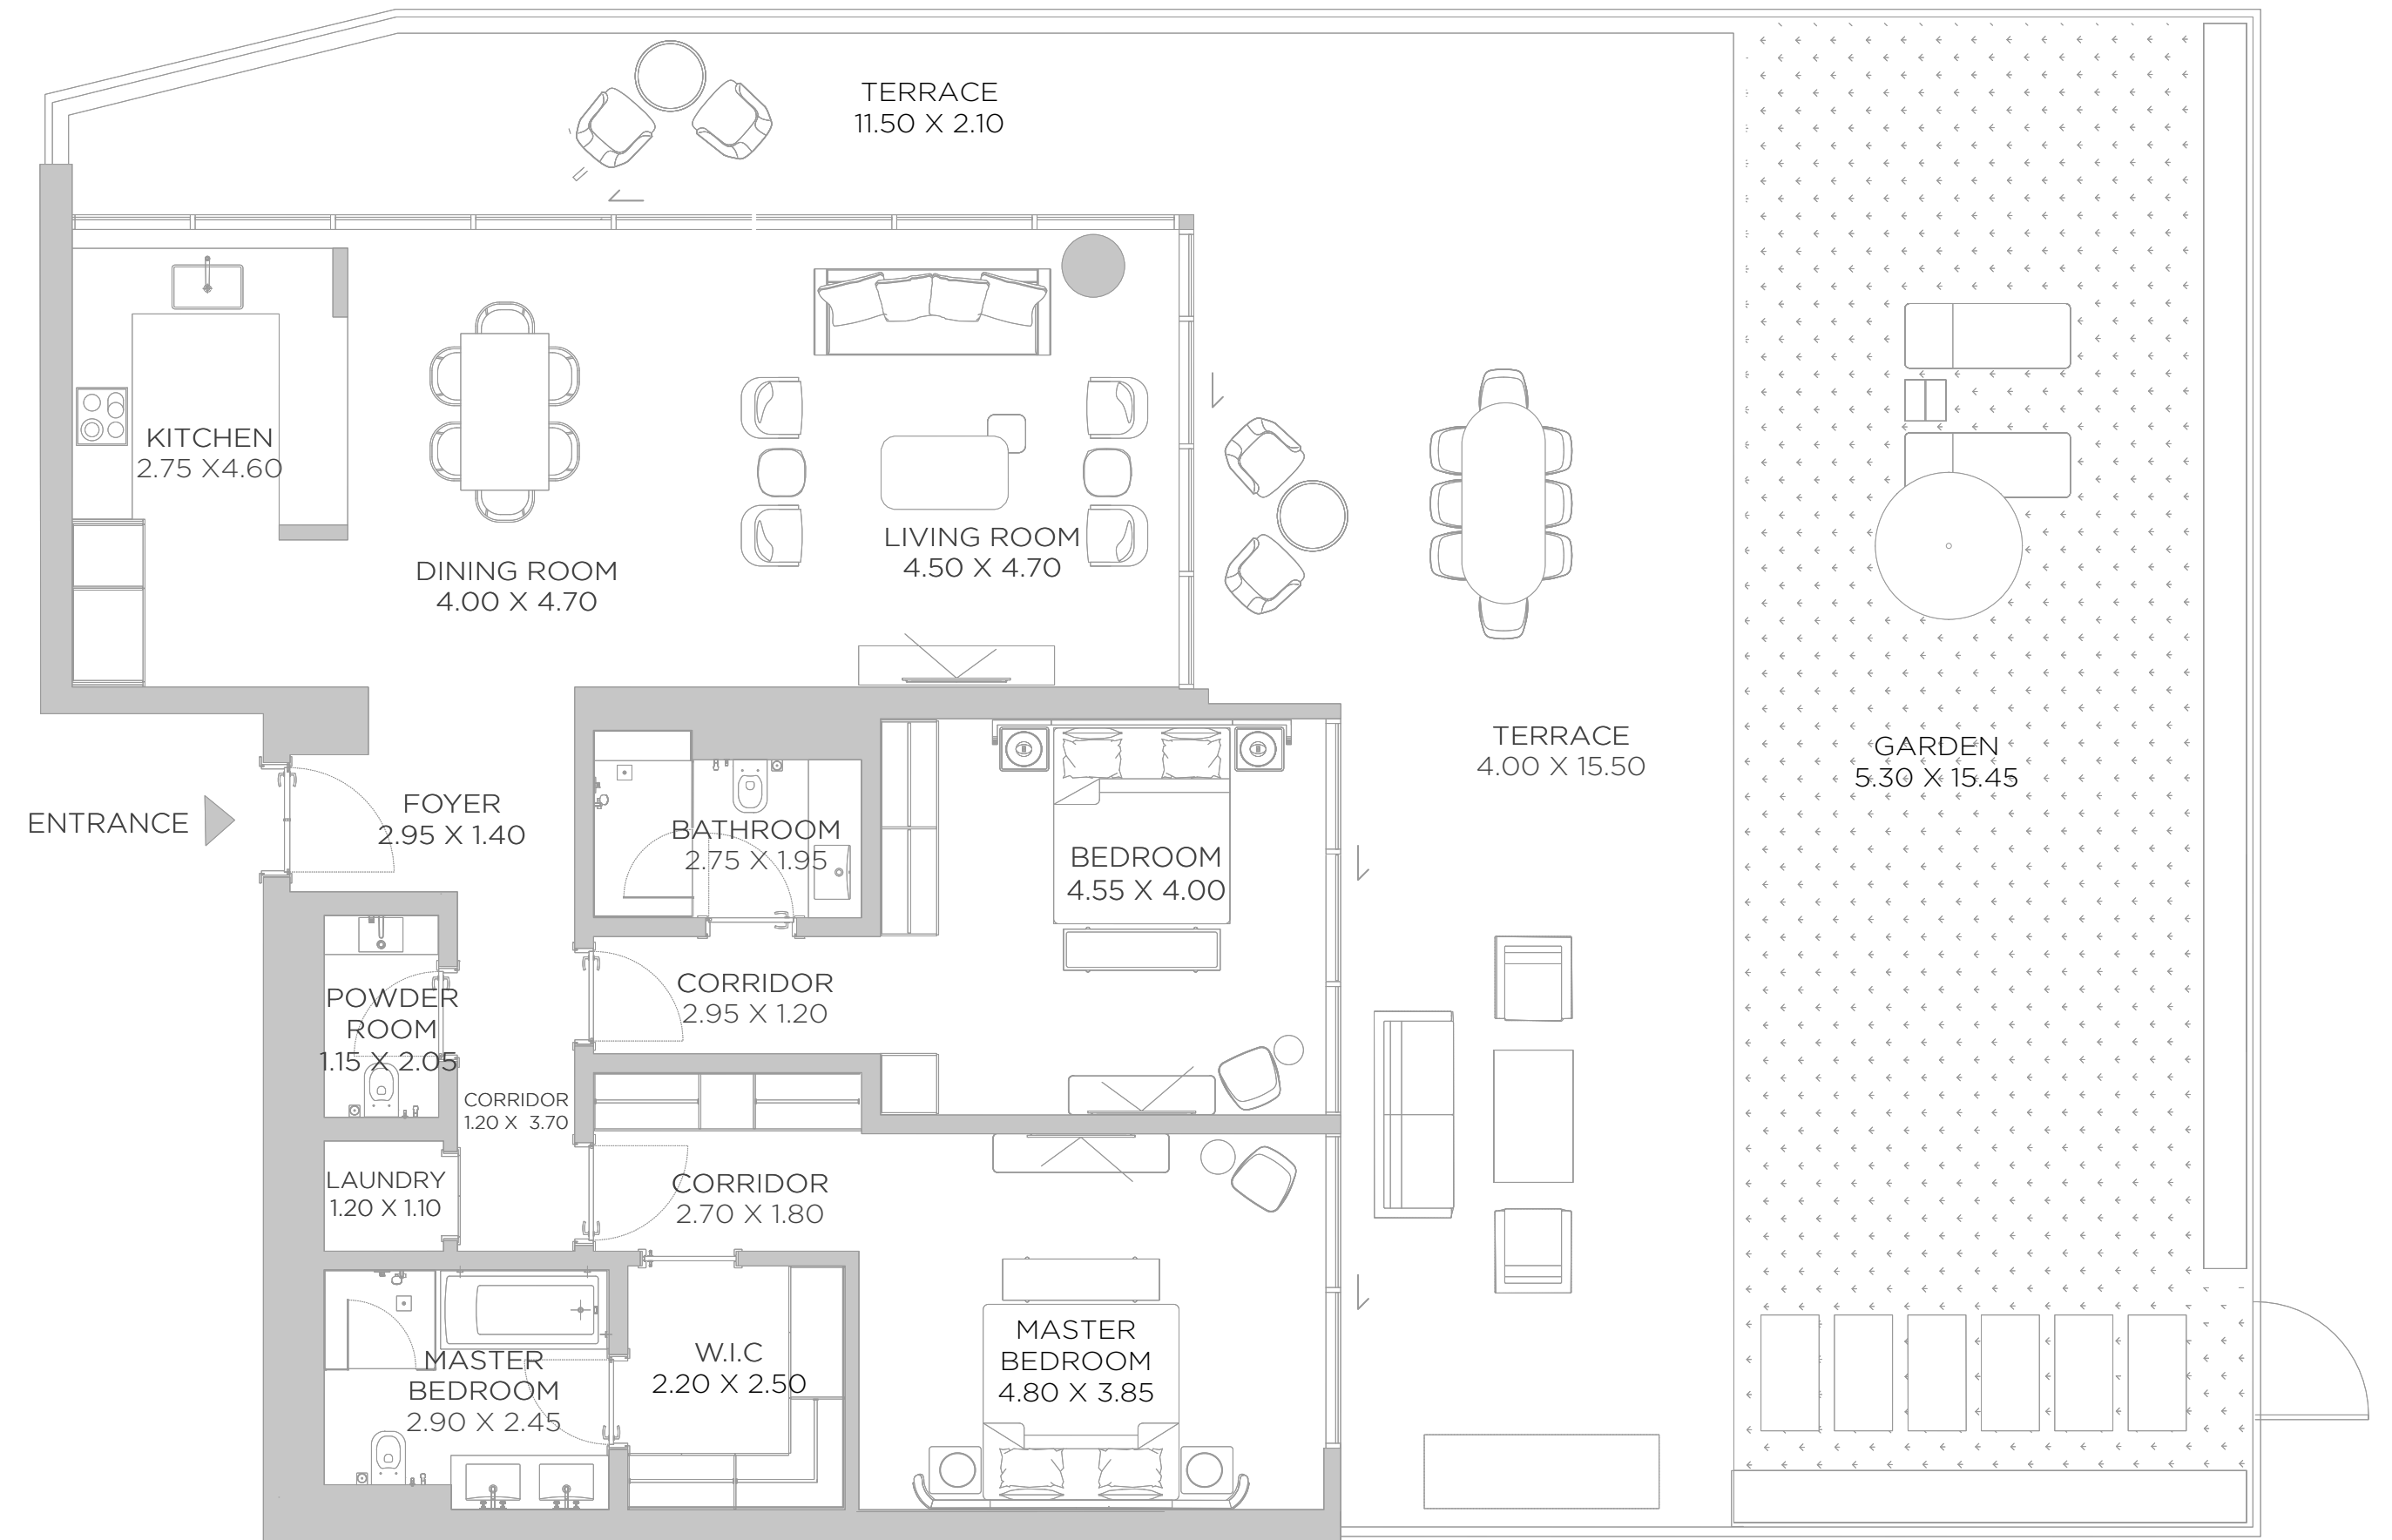 TERRACE
11.50 X 2.10
KITCHEN
2.75 X4.60
DINING ROOM
4.00 X 4.70
LIVING ROOM
4.50 X 4.70
TERRACE
4.00 X 15.50
GARDEN
5.30 X 15.45
ENTRANCE
FOYER
2.95 X 1.40
BATHROOM
2.75 X 1.95
BEDROOM
4.55 X 4.00
CORRIDOR
2.95 X 1.20
POWDER
ROOM
1.15 X 2.05
CORRIDOR
1.20 X 3.70
LAUNDRY
1.20 X 1.10
CORRIDOR
2.70 X 1.80
MASTER
BEDROOM
2.90 X 2.45
W.I.C
2.20 X 2.50
MASTER
BEDROOM
4.80 X 3.85